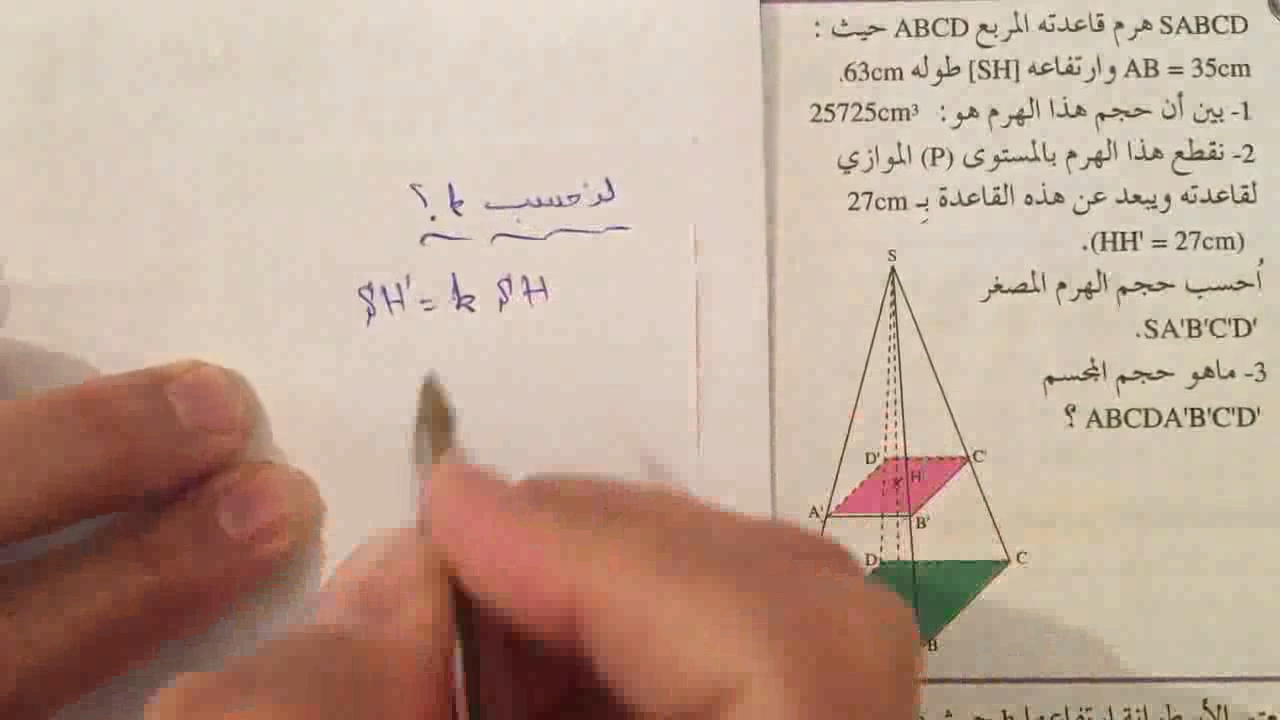 SABCD هرم قاعدته المربع ABCD حيث :
AB = 35cm وارتفاعه [SH] طوله 63cm.
1- بين أن حجم هذا الهرم هو : 25725cm³
2- نقطع هذا الهرم بالمستوى (P) الموازي
لقاعدته ويبعد عن هذه القاعدة بِـ 27cm
(HH' = 27cm).
أحسب حجم الهرم المصغر
SA'B'C'D'.
3- ماهو حجم المجسم
ABCDA'B'C'D' ؟
S
D'
C'
H
A'
B'
D
C
B
لنحسب k ؟
SH' = k SH